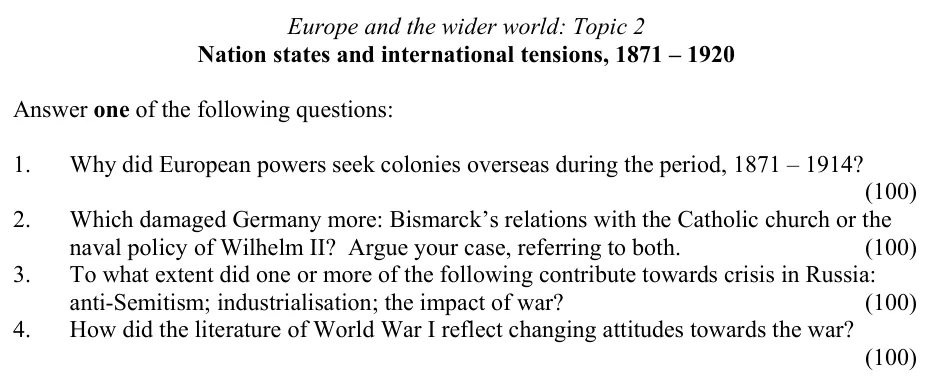 Europe and the wider world: Topic 2
Nation states and international tensions, 1871 – 1920
Answer one of the following questions:
1. Why did European powers seek colonies overseas during the period, 1871 – 1914?
(100)
2. Which damaged Germany more: Bismarck’s relations with the Catholic church or the
naval policy of Wilhelm II? Argue your case, referring to both. (100)
3. To what extent did one or more of the following contribute towards crisis in Russia:
anti-Semitism; industrialisation; the impact of war? (100)
4. How did the literature of World War I reflect changing attitudes towards the war?
(100)